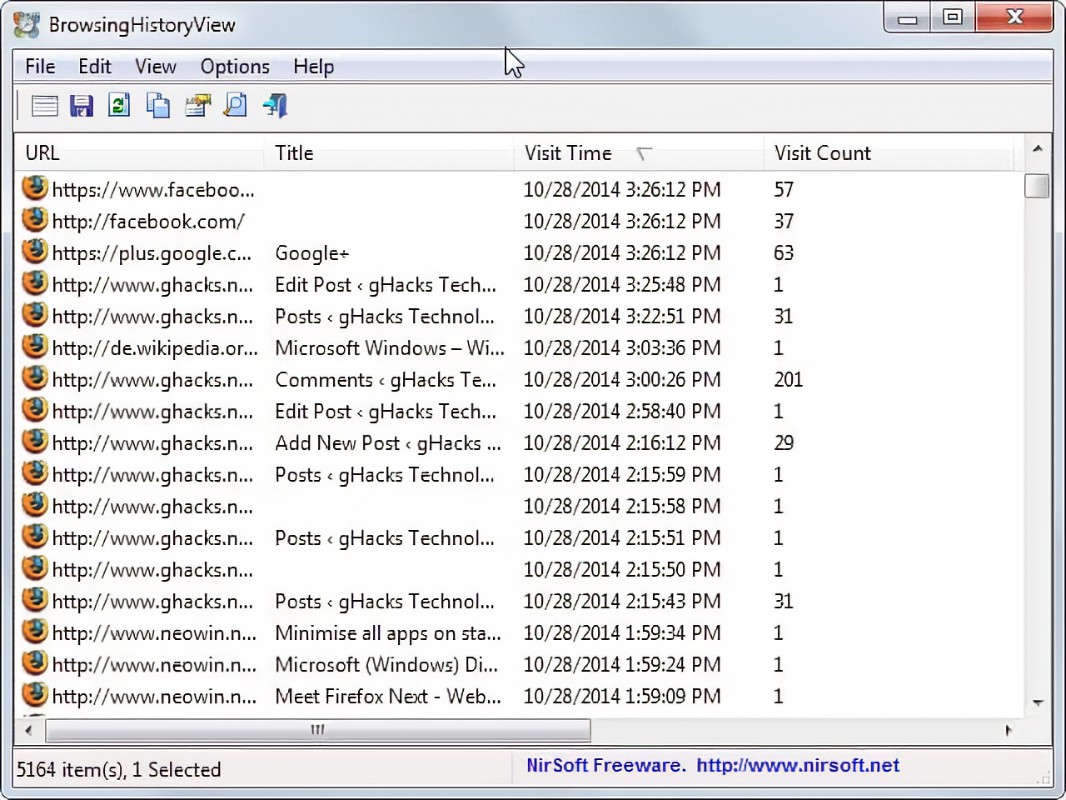 BrowsingHistoryView
File Edit View Options Help
URL Title Visit Time Visit Count
https://www.faceboo... 10/28/2014 3:26:12 PM 57
http://facebook.com/ 10/28/2014 3:26:12 PM 37
https://plus.google.c... Google+ 10/28/2014 3:26:12 PM 63
http://www.ghacks.n... Edit Post ‹ gHacks Tech... 10/28/2014 3:25:48 PM 1
http://www.ghacks.n... Posts ‹ gHacks Technol... 10/28/2014 3:22:51 PM 31
http://de.wikipedia.or... Microsoft Windows – Wi... 10/28/2014 3:03:36 PM 1
http://www.ghacks.n... Comments ‹ gHacks Te... 10/28/2014 3:00:26 PM 201
http://www.ghacks.n... Edit Post ‹ gHacks Tech... 10/28/2014 2:58:40 PM 1
http://www.ghacks.n... Add New Post ‹ gHacks ... 10/28/2014 2:16:12 PM 29
http://www.ghacks.n... Posts ‹ gHacks Technol... 10/28/2014 2:15:59 PM 1
http://www.ghacks.n... 10/28/2014 2:15:58 PM 1
http://www.ghacks.n... Posts ‹ gHacks Technol... 10/28/2014 2:15:51 PM 1
http://www.ghacks.n... 10/28/2014 2:15:50 PM 1
http://www.ghacks.n... Posts ‹ gHacks Technol... 10/28/2014 2:15:43 PM 31
http://www.neowin.n... Minimise all apps on sta... 10/28/2014 1:59:34 PM 1
http://www.neowin.n... Microsoft (Windows) Di... 10/28/2014 1:59:24 PM 1
http://www.neowin.n... Meet Firefox Next - Web... 10/28/2014 1:59:09 PM 1
5164 item(s), 1 Selected NirSoft Freeware. http://www.nirsoft.net